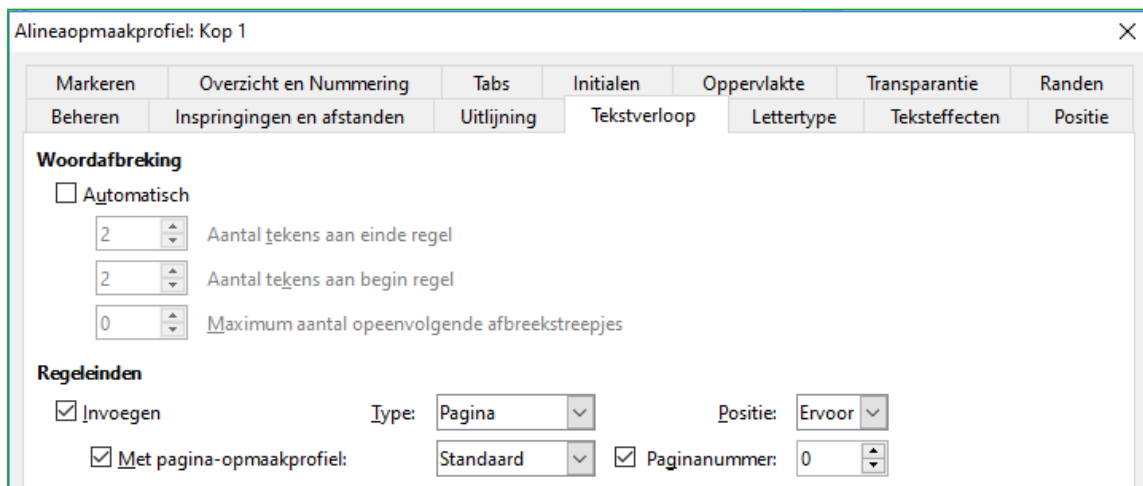 Alineaopmaakprofiel: Kop 1
Markeren Overzicht en Nummering Tabs Initialen Oppervlakte Transparantie Randen
Beheren Inspringingen en afstanden Uitlijning Tekstverloop Lettertype Teksteffecten Positie
Woordafbreking
Automatisch
2 Aantal tekens aan einde regel
2 Aantal tekens aan begin regel
0 Maximum aantal opeenvolgende afbreekstreepjes
Regeleinden
Invoegen Type: Pagina Positie: Ervoor
Met pagina-opmaakprofiel: Standaard Paginanummer: 0